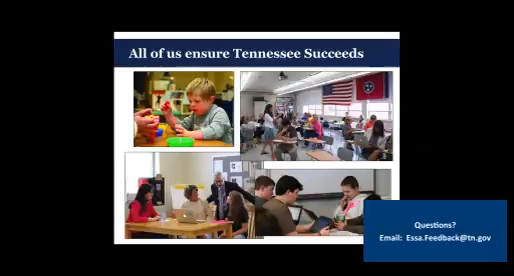 All of us ensure Tennessee Succeeds
Questions?
Email: Essa.Feedback@tn.gov